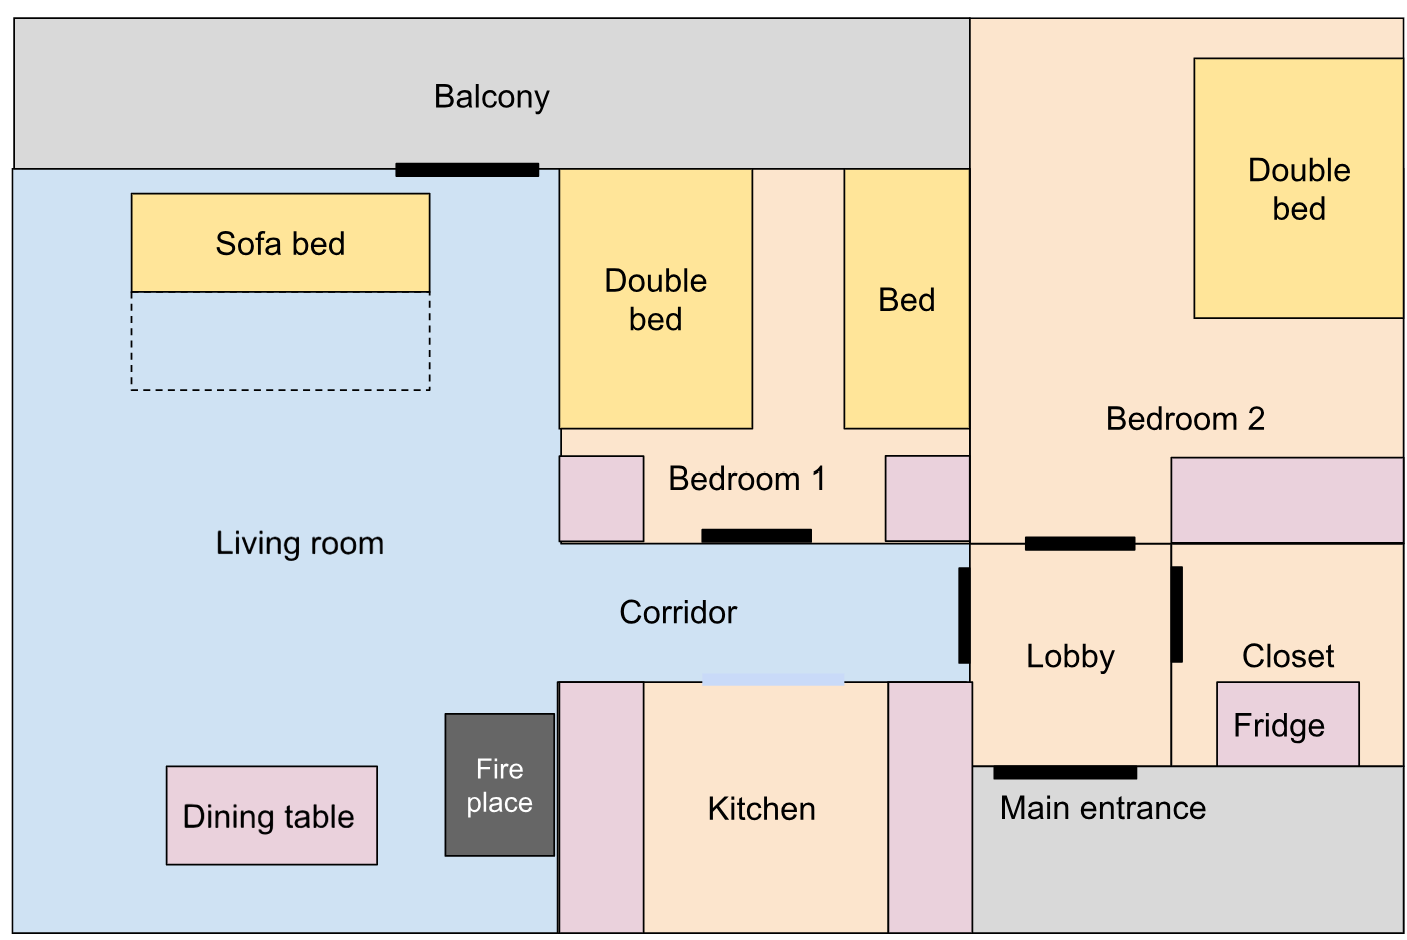 Balcony
Sofa bed
Double
bed
Bed
Double
bed
Bedroom 2
Bedroom 1
Living room
Corridor
Lobby
Closet
Fridge
Fire
place
Dining table
Kitchen
Main entrance